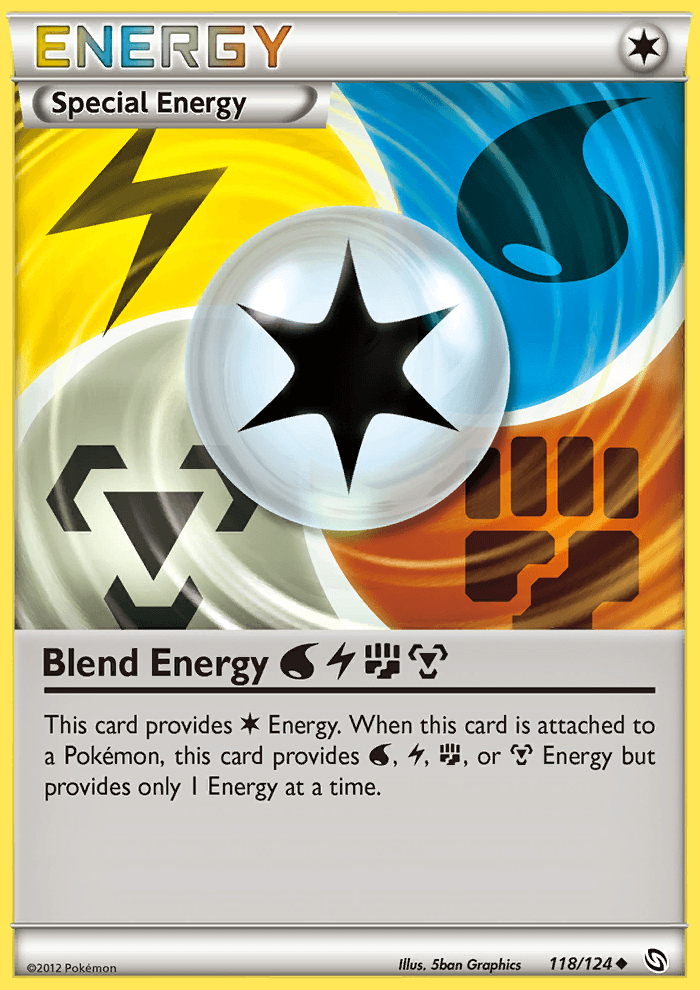 ENERGY
Special Energy
Blend Energy
This card provides Energy. When this card is attached to
a Pokémon, this card provides , , , or Energy but
provides only 1 Energy at a time.
©2012 Pokémon Illus. 5ban Graphics 118/124